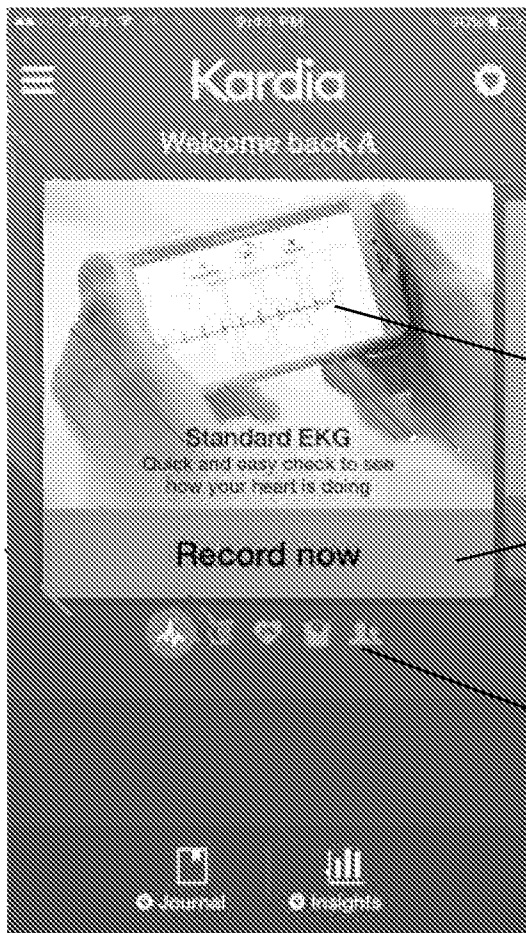 Kardia
Welcome back A
Standard EKG
Quick and easy check to see
how your heart is doing
Record now
Journal
Insights